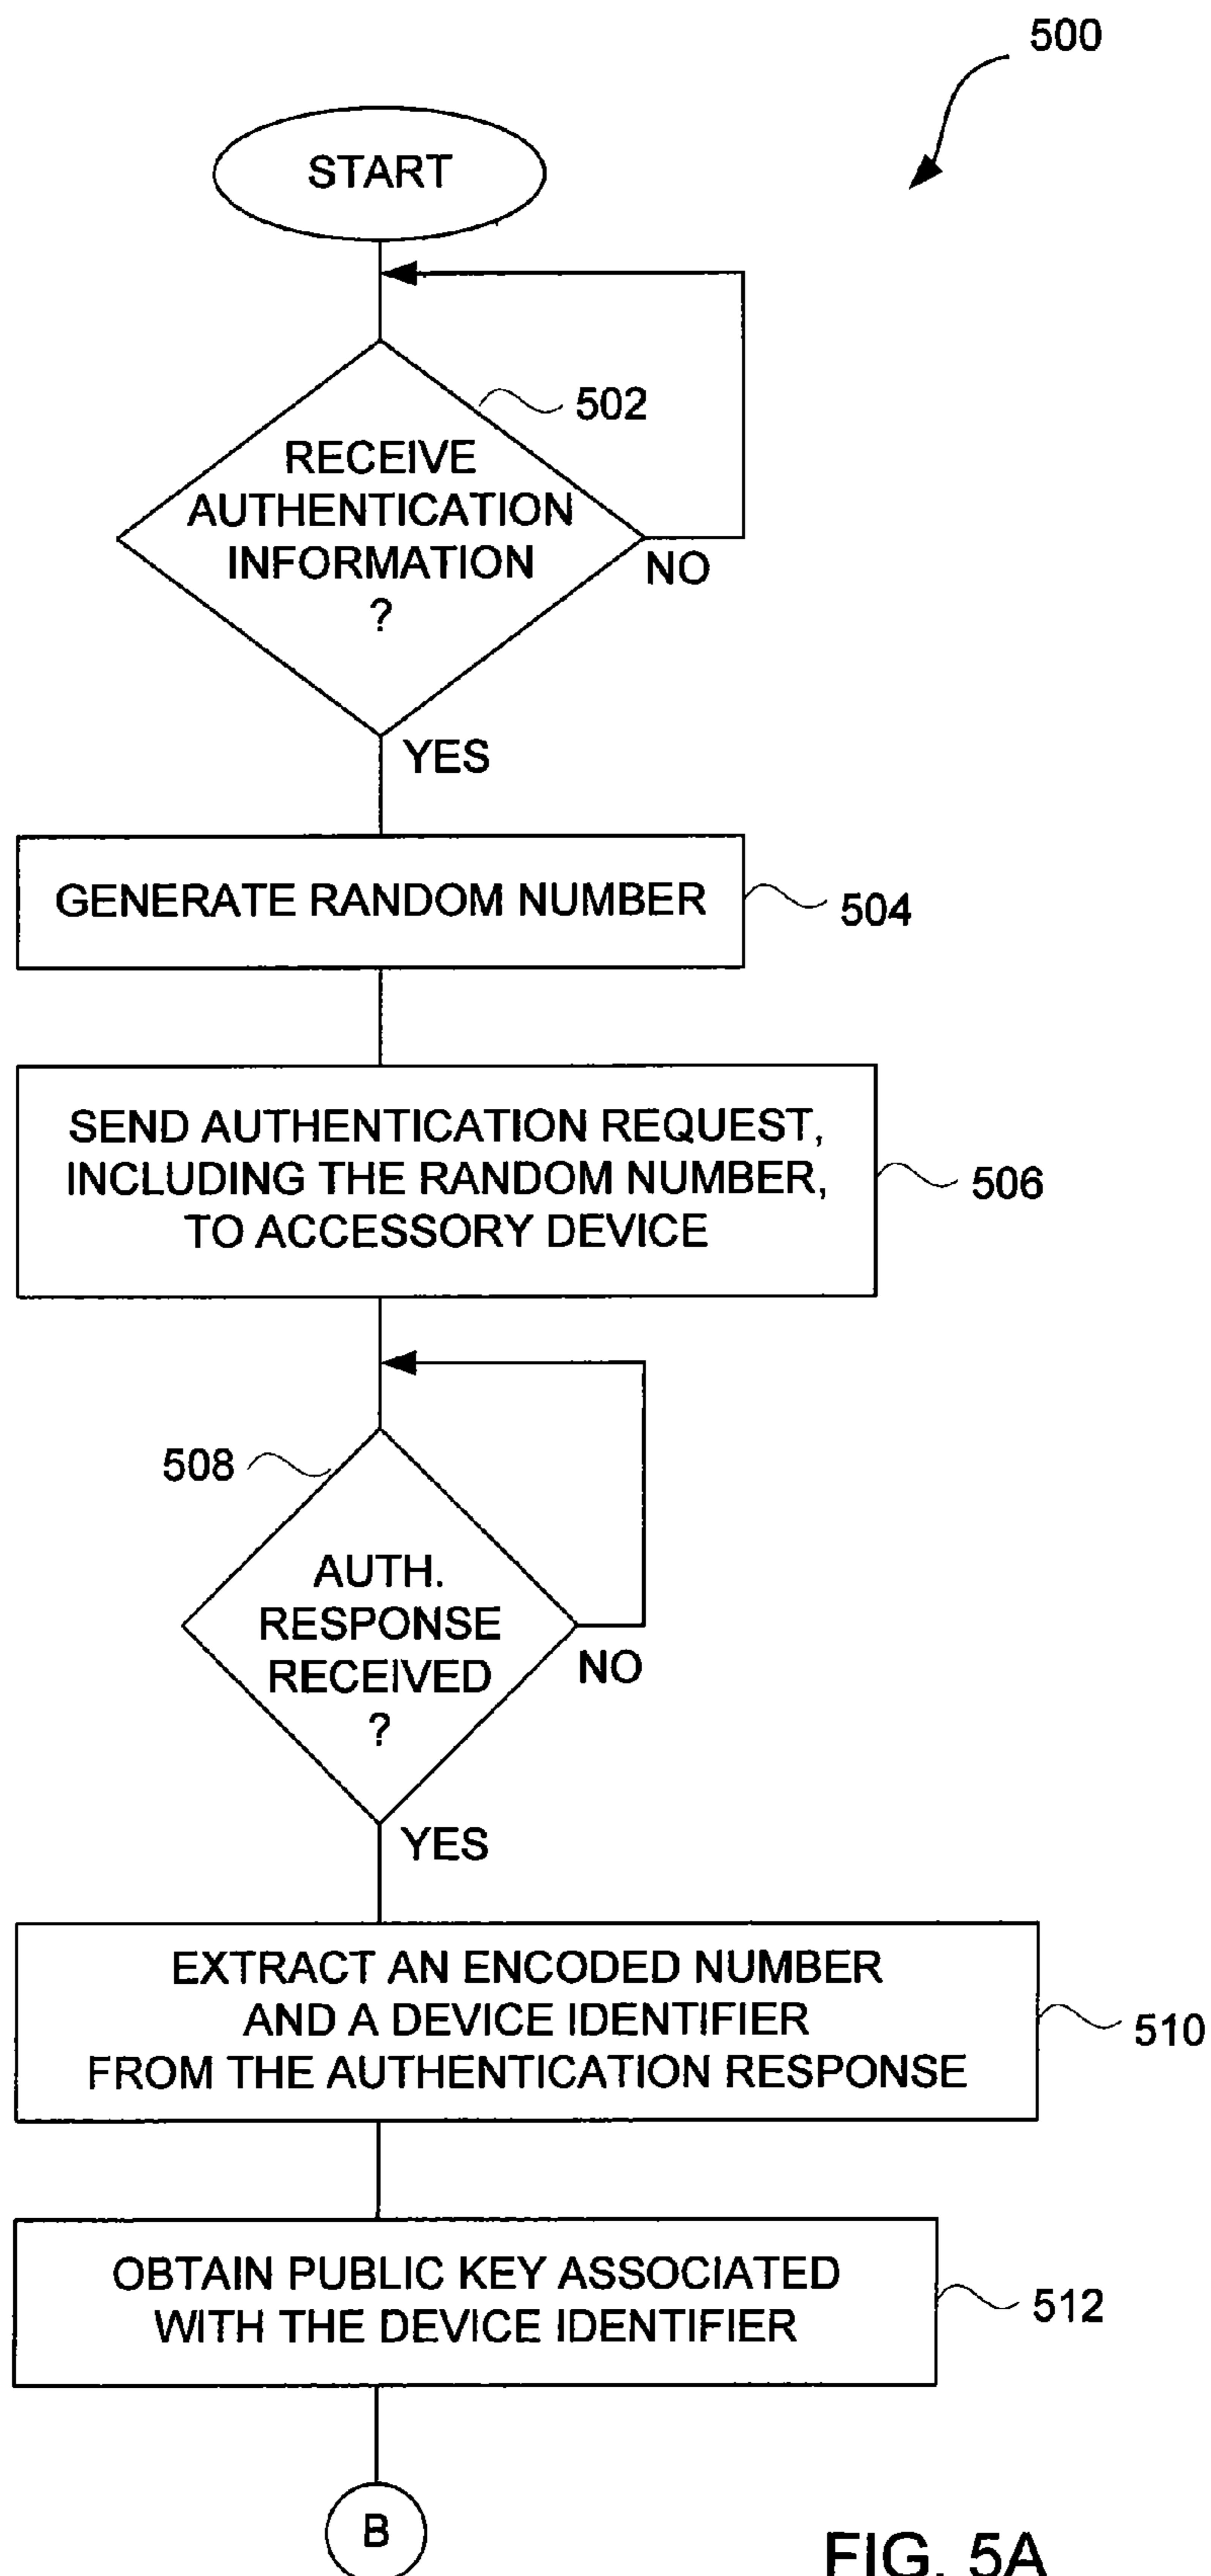 500
START
502
RECEIVE
AUTHENTICATION
INFORMATION
?
NO
YES
GENERATE RANDOM NUMBER
504
SEND AUTHENTICATION REQUEST,
INCLUDING THE RANDOM NUMBER,
TO ACCESSORY DEVICE
506
508
AUTH.
RESPONSE
RECEIVED
?
NO
YES
EXTRACT AN ENCODED NUMBER
AND A DEVICE IDENTIFIER
FROM THE AUTHENTICATION RESPONSE
510
OBTAIN PUBLIC KEY ASSOCIATED
WITH THE DEVICE IDENTIFIER
512
B
FIG. 5A